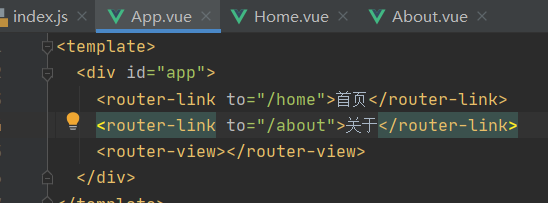 index.js App.vue Home.vue About.vue
<template>
<div id="app">
<router-link to="/home">首页</router-link>
<router-link to="/about">关于</router-link>
<router-view></router-view>
</div>
</template>